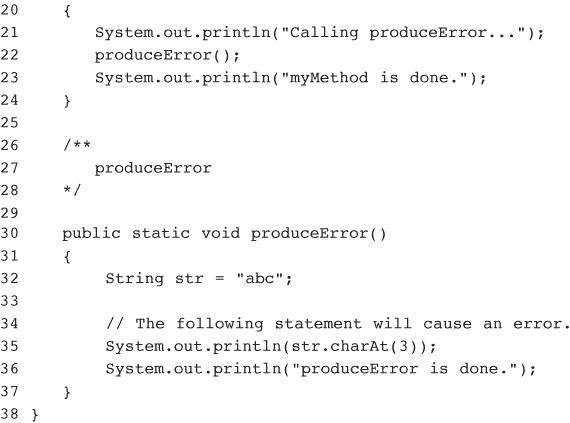 20    {
21       System.out.println("Calling produceError...");
22       produceError();
23       System.out.println("myMethod is done.");
24    }
25
26    /**
27       produceError
28    */
29
30    public static void produceError()
31    {
32        String str = "abc";
33
34        // The following statement will cause an error.
35        System.out.println(str.charAt(3));
36        System.out.println("produceError is done.");
37    }
38 }